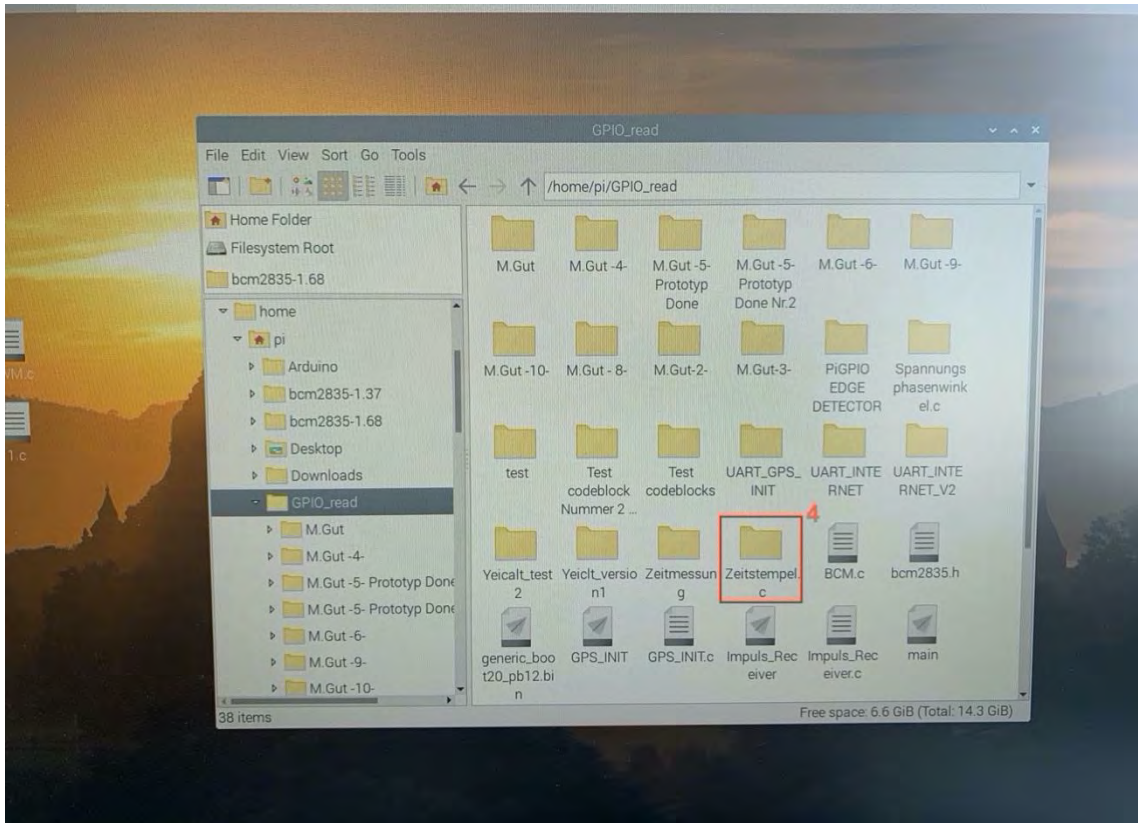 GPIO_read
File Edit View Sort Go Tools
/home/pi/GPIO_read
Home Folder
Filesystem Root
bcm2835-1.68
home
pi
Arduino
bcm2835-1.37
bcm2835-1.68
Desktop
Downloads
GPIO_read
M.Gut
M.Gut -4-
M.Gut -5- Prototyp Done
M.Gut -5- Prototyp Done
M.Gut -6-
M.Gut -9-
M.Gut -10-
M.Gut
M.Gut -4-
M.Gut -5-
Prototyp
Done
M.Gut -5-
Prototyp
Done Nr.2
M.Gut -6-
M.Gut -9-
M.Gut -10-
M.Gut - 8-
M.Gut-2-
M.Gut-3-
PiGPIO
EDGE
DETECTOR
Spannungs
phasenwink
el.c
test
Test
codeblock
Nummer 2 ...
Test
codeblocks
UART_GPS_
INIT
UART_INTE
RNET
UART_INTE
RNET_V2
4
Yeicalt_test
2
Yeiclt_versio
n1
Zeitmessun
g
Zeitstempel.
c
BCM.c
bcm2835.h
generic_boo
t20_pb12.bi
n
GPS_INIT
GPS_INIT.c
Impuls_Rec
eiver
Impuls_Rec
eiver.c
main
38 items
Free space: 6.6 GiB (Total: 14.3 GiB)
1.c